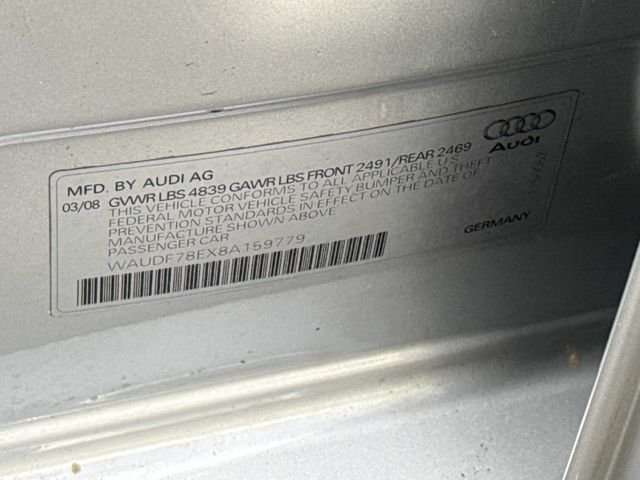 MFD. BY AUDI AG
03/08 GVWR LBS 4839 GAWR LBS FRONT 2491/REAR 2469
THIS VEHICLE CONFORMS TO ALL APPLICABLE U.S.
FEDERAL MOTOR VEHICLE SAFETY BUMPER AND THEFT
PREVENTION STANDARDS IN EFFECT ON THE DATE OF
MANUFACTURE SHOWN ABOVE
PASSENGER CAR
WAUDF78EX8A159779
Audi
GERMANY